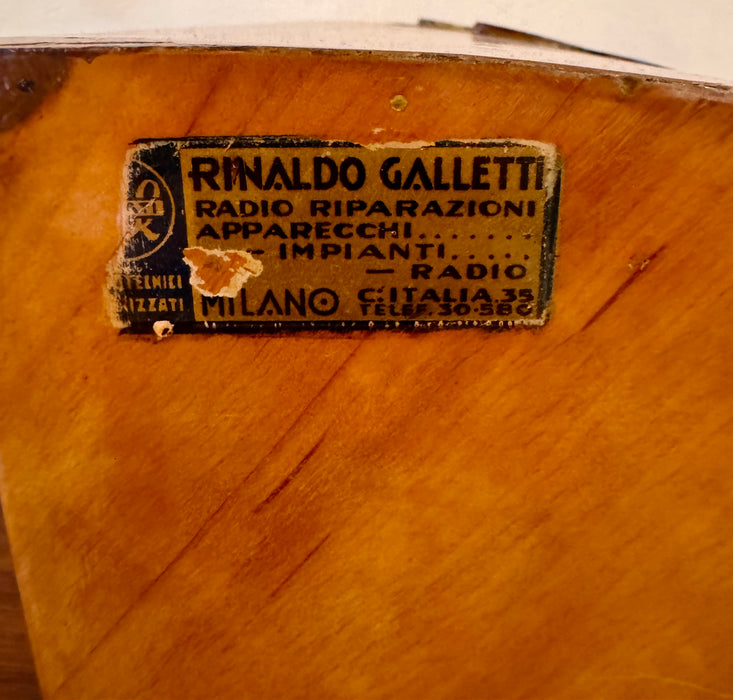 RINALDO GALLETTI
RADIO RIPARAZIONI
APPARECCHI.......
- IMPIANTI.....
- RADIO
MILANO C. ITALIA. 35
TELEF. 30-580